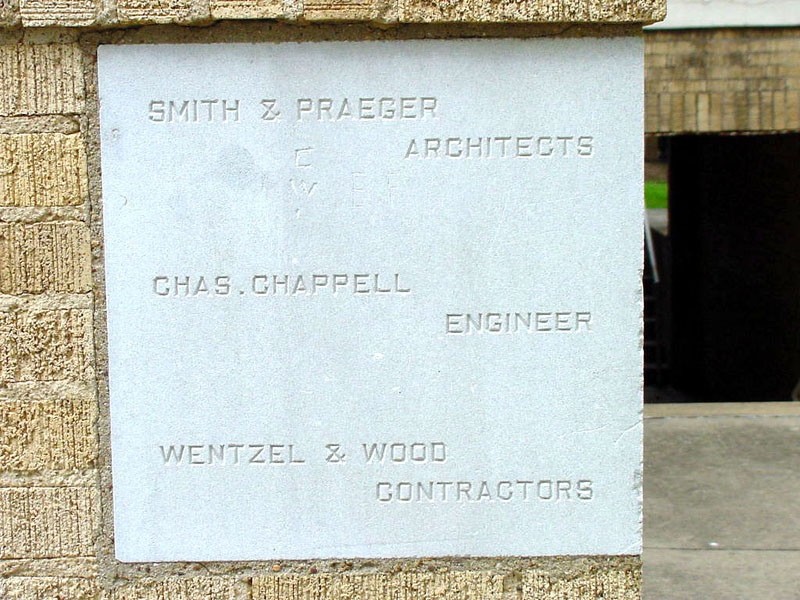 SMITH & PRAEGER
ARCHITECTS
CHAS. CHAPPELL
ENGINEER
WENTZEL & WOOD
CONTRACTORS